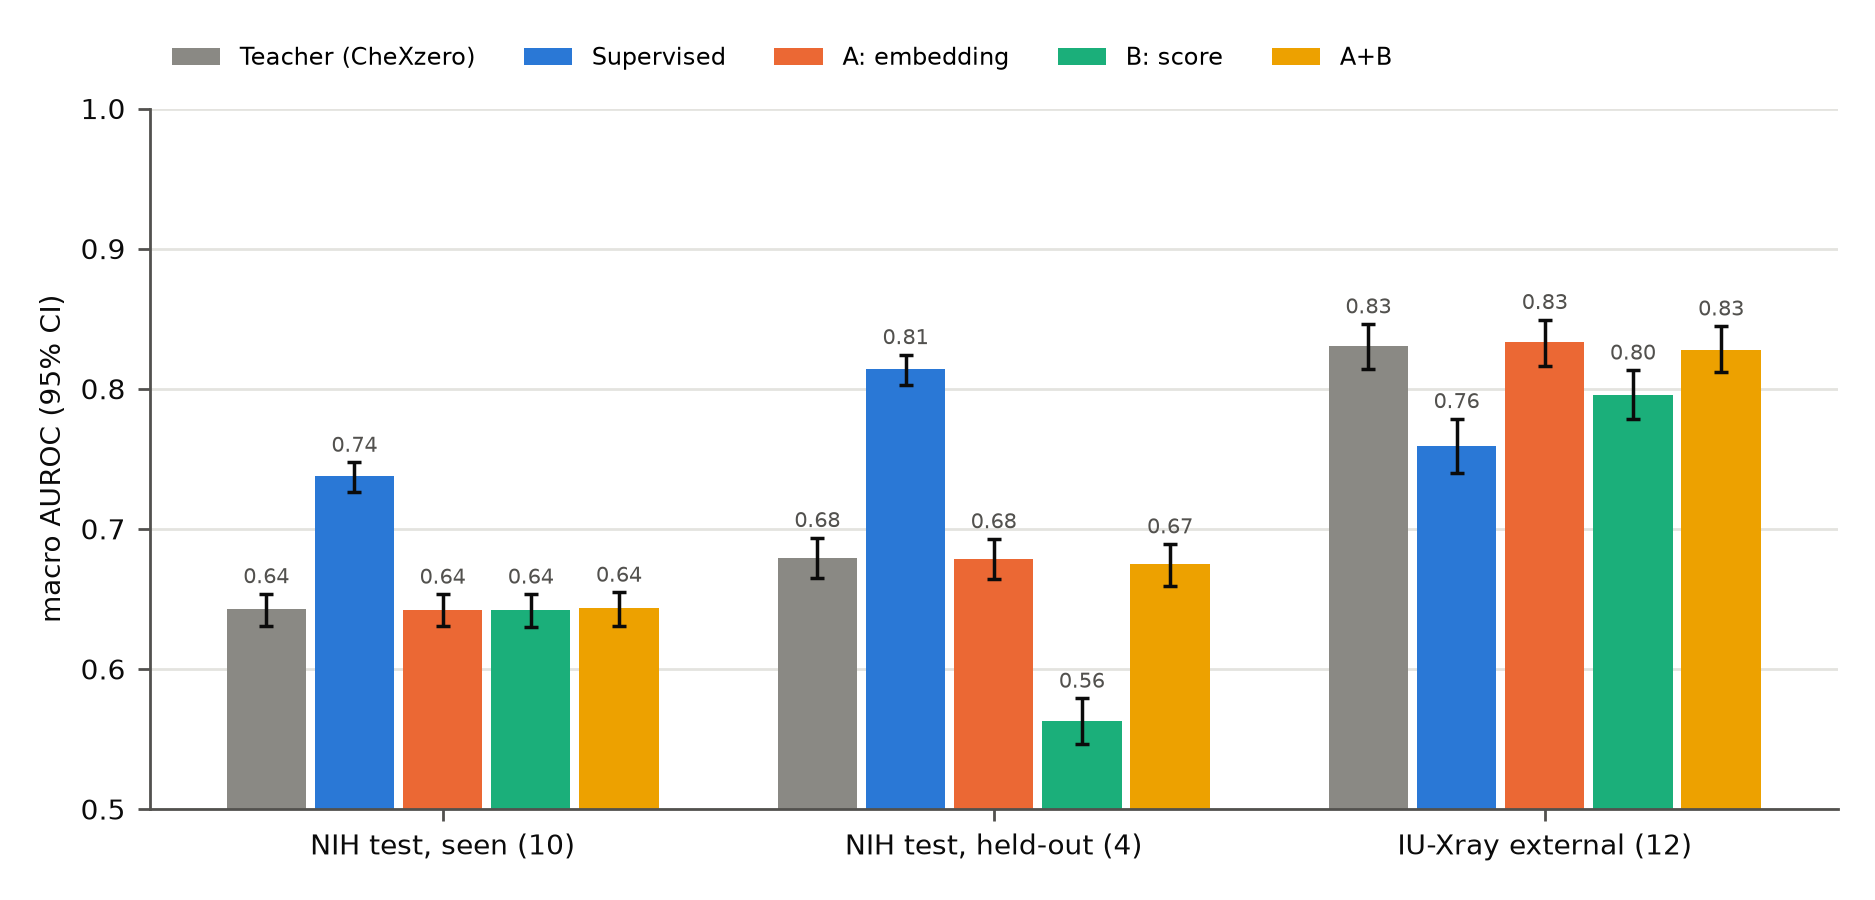 Teacher (CheXzero) Supervised A: embedding B: score A+B
macro AUROC (95% CI)
1.0
0.9
0.8
0.7
0.6
0.5
0.64 0.74 0.64 0.64 0.64
0.68 0.81 0.68 0.56 0.67
0.83 0.76 0.83 0.80 0.83
NIH test, seen (10) NIH test, held-out (4) IU-Xray external (12)